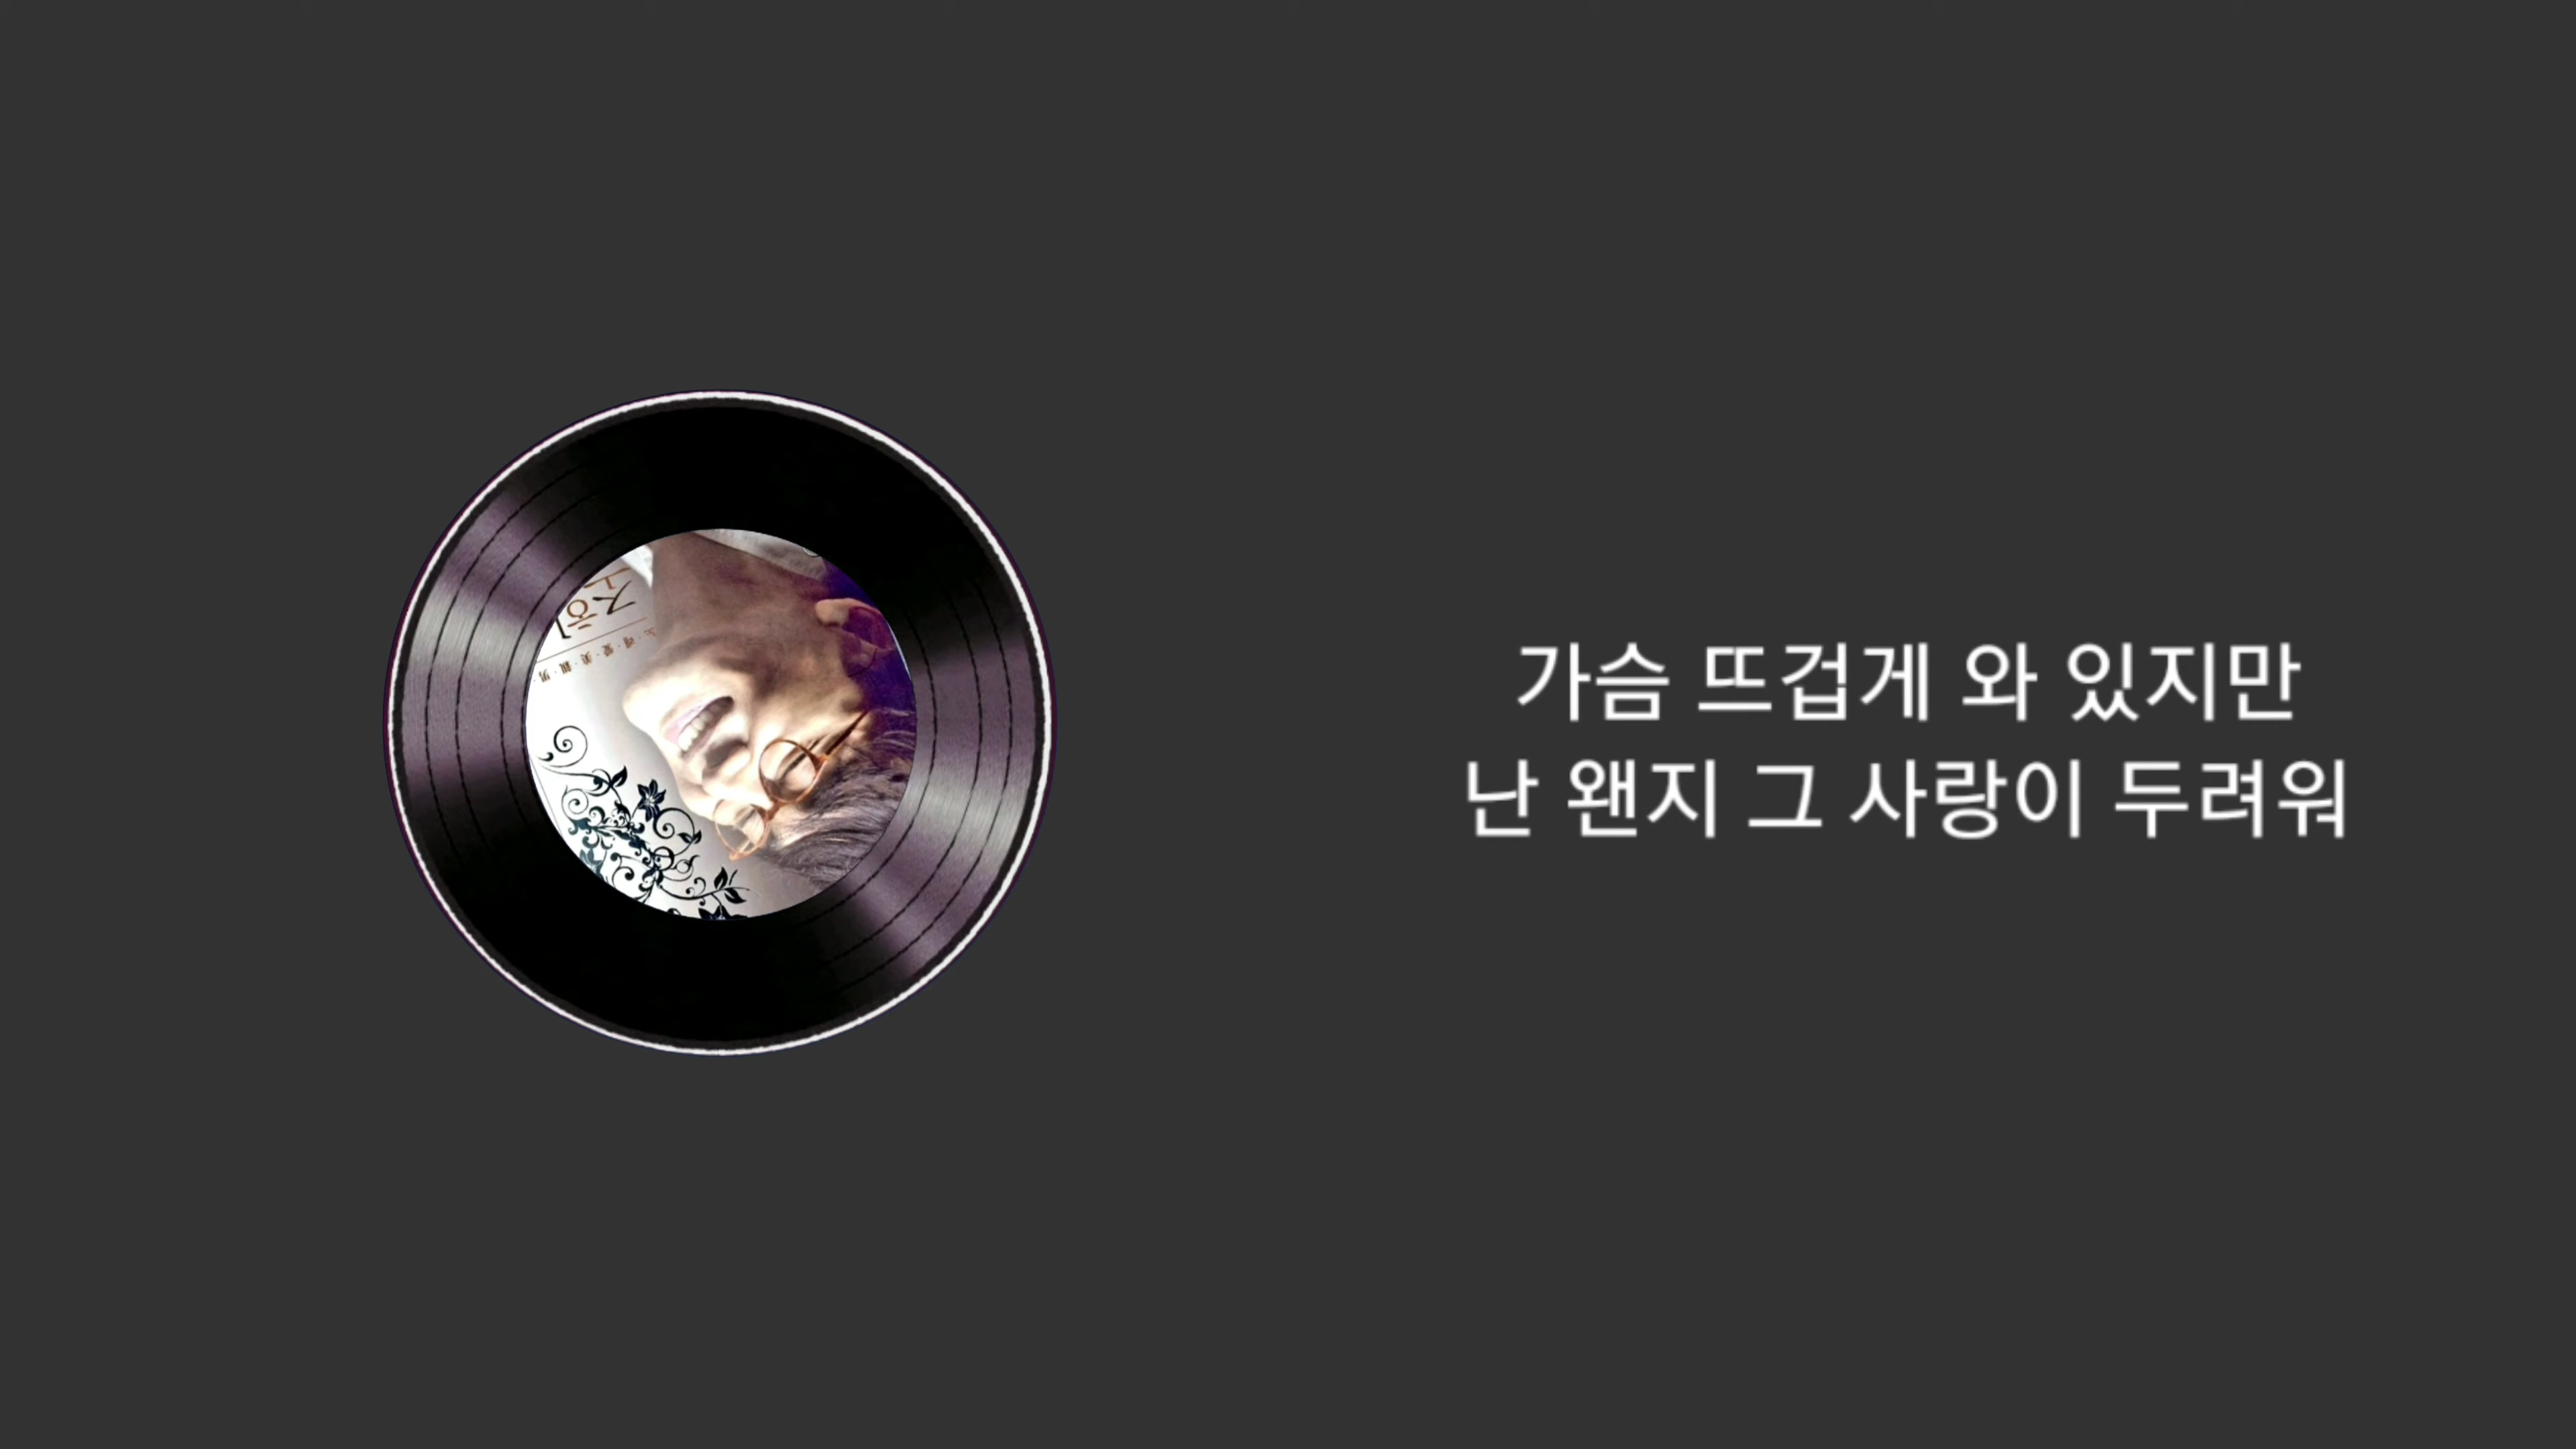 가슴 뜨겁게 와 있지만
난 왠지 그 사랑이 두려워